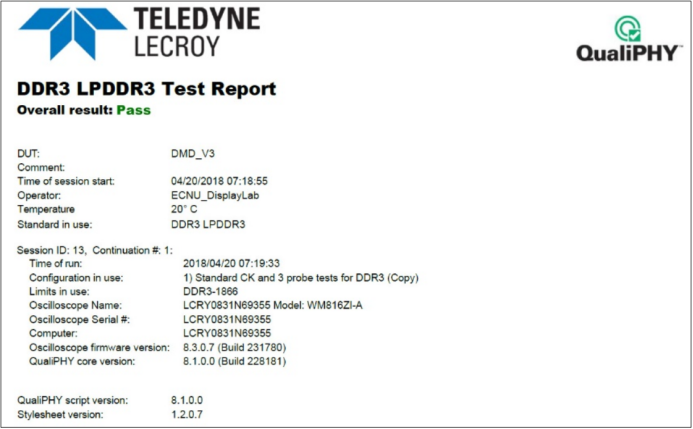 TELEDYNE
LECROY
QualiPHY™
DDR3 LPDDR3 Test Report
Overall result: Pass
DUT: DMD_V3
Comment:
Time of session start: 04/20/2018 07:18:55
Operator: ECNU_DisplayLab
Temperature 20° C
Standard in use: DDR3 LPDDR3
Session ID: 13, Continuation #: 1:
Time of run: 2018/04/20 07:19:33
Configuration in use: 1) Standard CK and 3 probe tests for DDR3 (Copy)
Limits in use: DDR3-1866
Oscilloscope Name: LCRY0831N69355 Model: WM816ZI-A
Oscilloscope Serial #: LCRY0831N69355
Computer: LCRY0831N69355
Oscilloscope firmware version: 8.3.0.7 (Build 231780)
QualiPHY core version: 8.1.0.0 (Build 228181)
QualiPHY script version: 8.1.0.0
Stylesheet version: 1.2.0.7